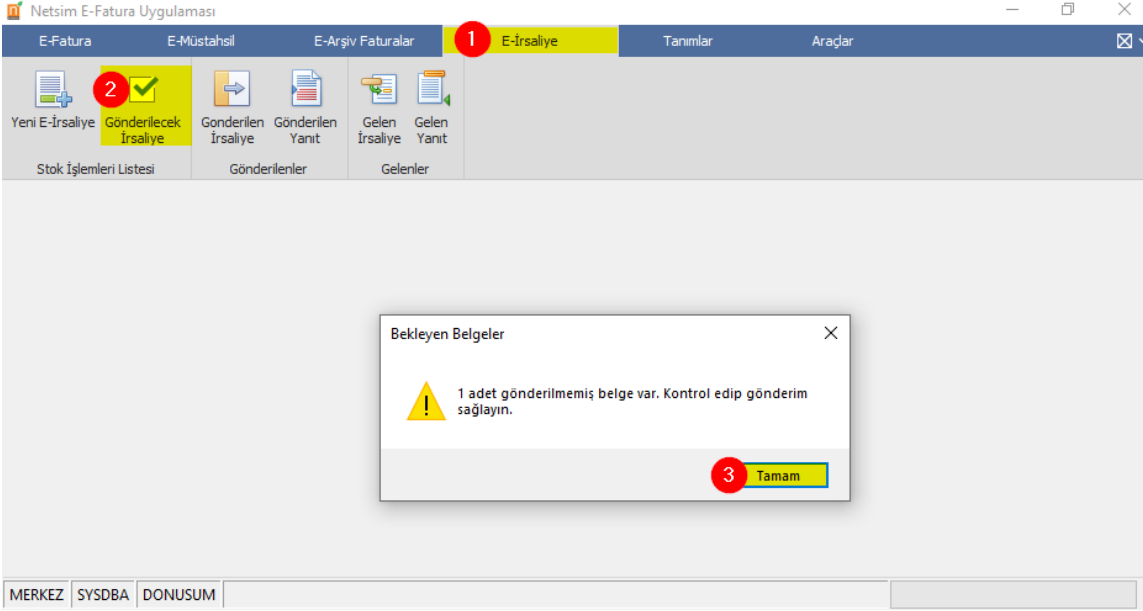 Netsim E-Fatura Uygulaması
E-Fatura E-Müstahsil E-Arşiv Faturalar 1 E-İrsaliye Tanımlar Araçlar
2
Yeni E-İrsaliye Gönderilecek Gonderilen Gönderilen Gelen Gelen
İrsaliye İrsaliye Yanıt İrsaliye Yanıt
Stok İşlemleri Listesi Gönderilenler Gelenler
Bekleyen Belgeler
1 adet gönderilmemiş belge var. Kontrol edip gönderim
sağlayın.
3 Tamam
MERKEZ SYSDBA DONUSUM